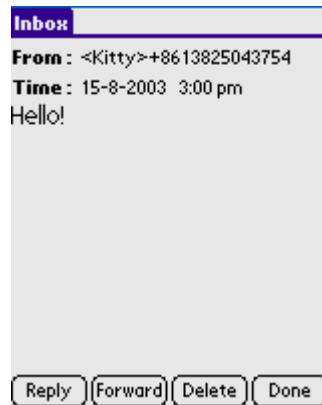 Inbox
From : <Kitty>+8613825043754
Time : 15-8-2003 3:00 pm
Hello!
Reply Forward Delete Done